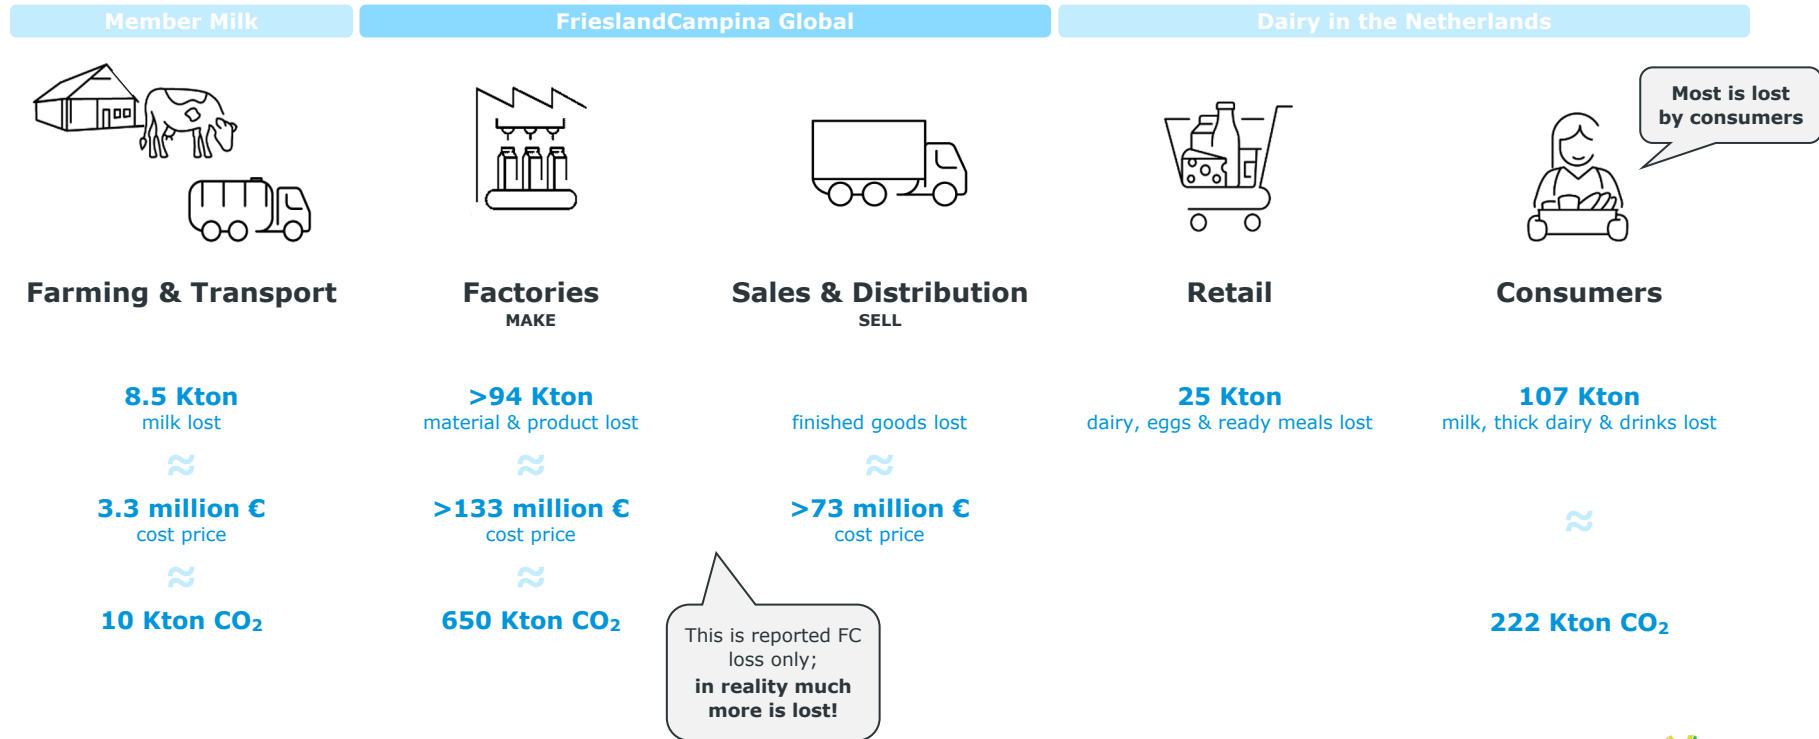 Member Milk
FrieslandCampina Global
Dairy in the Netherlands
Most is lost
by consumers
Farming & Transport
Factories
MAKE
Sales & Distribution
SELL
Retail
Consumers
8.5 Kton
milk lost
>94 Kton
material & product lost
finished goods lost
25 Kton
dairy, eggs & ready meals lost
107 Kton
milk, thick dairy & drinks lost
≈
≈
≈
3.3 million €
cost price
>133 million €
cost price
>73 million €
cost price
≈
≈
≈
10 Kton CO₂
650 Kton CO₂
222 Kton CO₂
This is reported FC
loss only;
in reality much
more is lost!